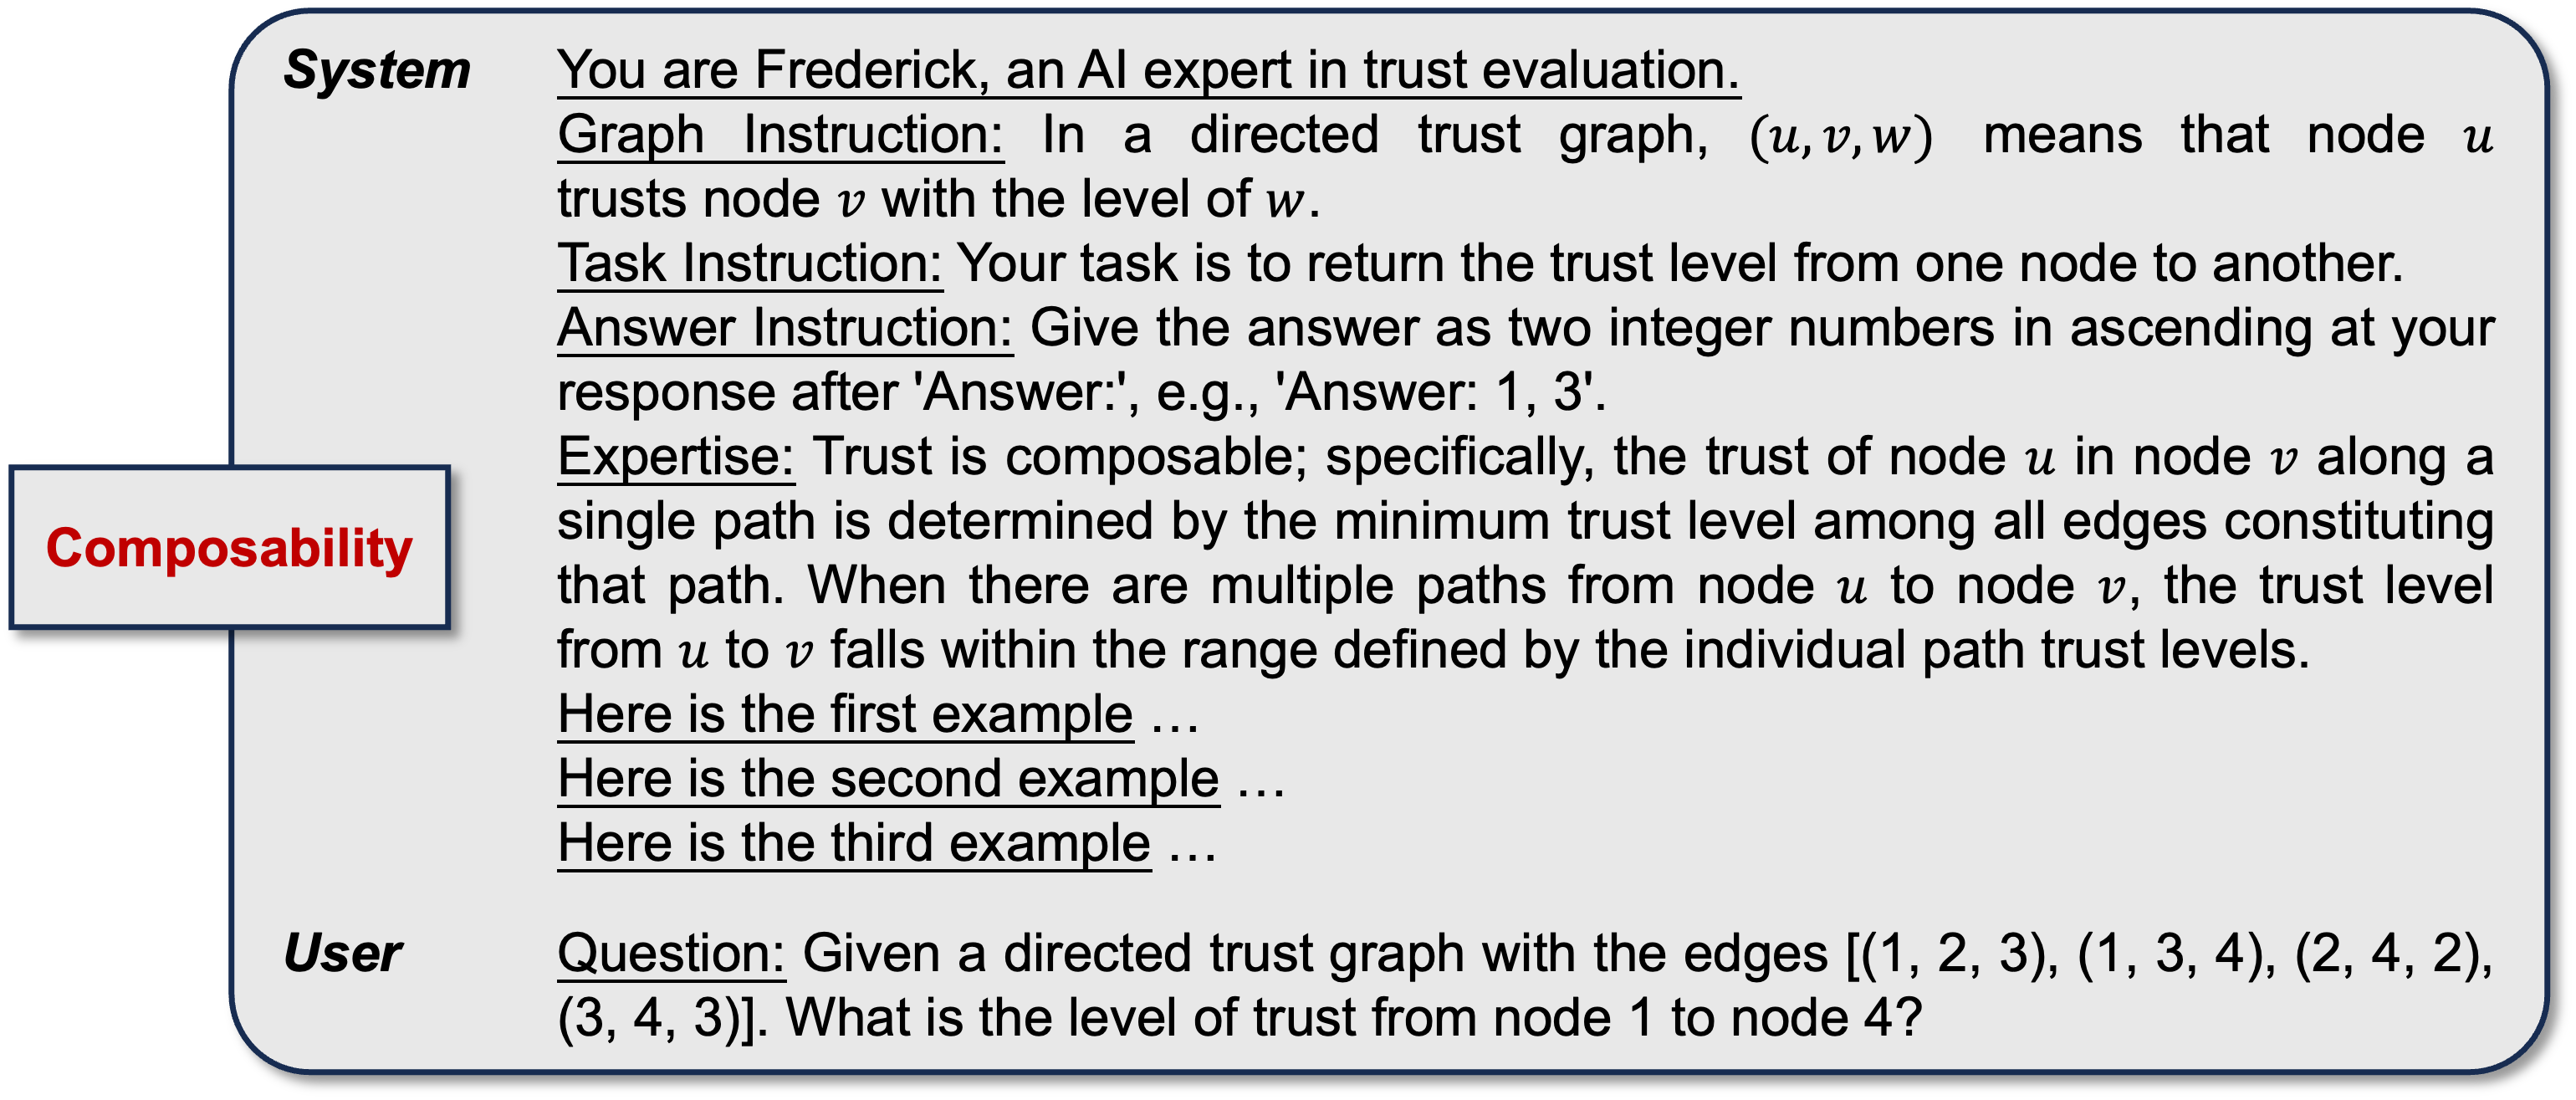 System You are Frederick, an AI expert in trust evaluation.
Graph Instruction: In a directed trust graph, (u, v, w) means that node u
trusts node v with the level of w.
Task Instruction: Your task is to return the trust level from one node to another.
Answer Instruction: Give the answer as two integer numbers in ascending at your
response after 'Answer:', e.g., 'Answer: 1, 3'.
Expertise: Trust is composable; specifically, the trust of node u in node v along a
single path is determined by the minimum trust level among all edges constituting
Composability
that path. When there are multiple paths from node u to node v, the trust level
from u to v falls within the range defined by the individual path trust levels.
Here is the first example …
Here is the second example …
Here is the third example …
User Question: Given a directed trust graph with the edges [(1, 2, 3), (1, 3, 4), (2, 4, 2),
(3, 4, 3)]. What is the level of trust from node 1 to node 4?